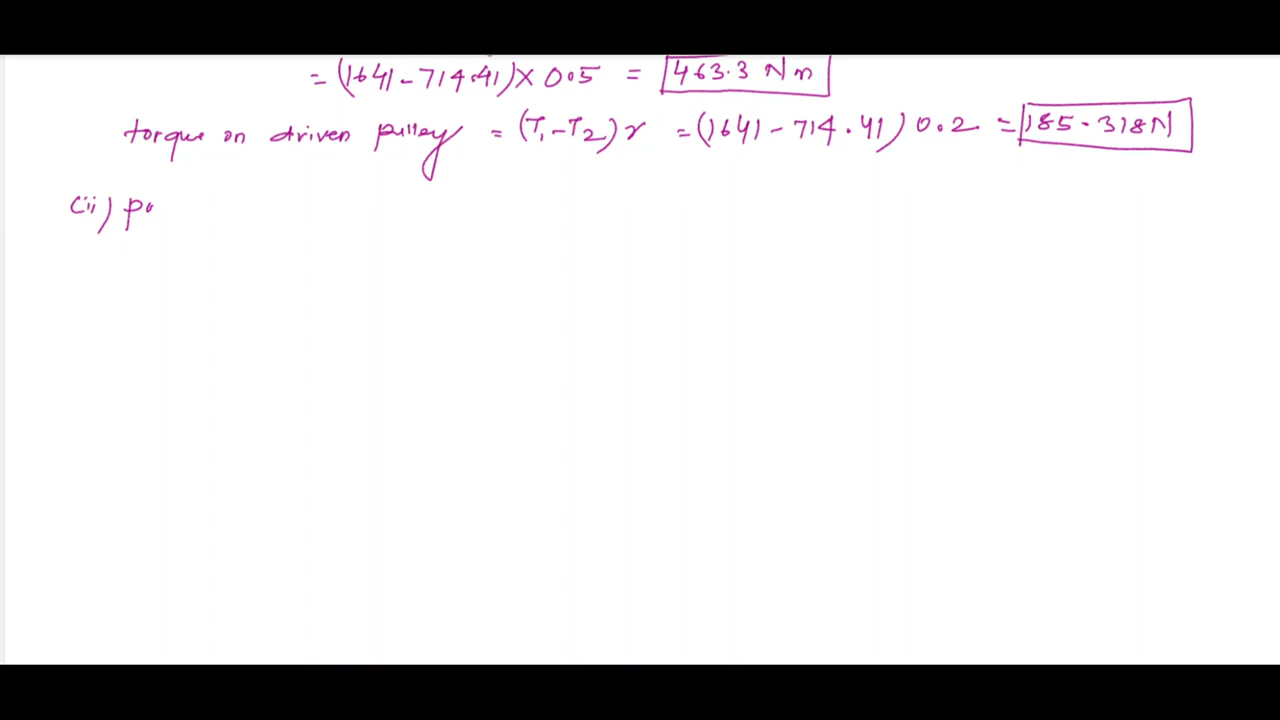 = (1641 - 714.41) × 0.5 = 463.3 N m
torque on driven pulley = (T1 - T2) r = (1641 - 714.41) 0.2 = 185.318 N
(ii) po